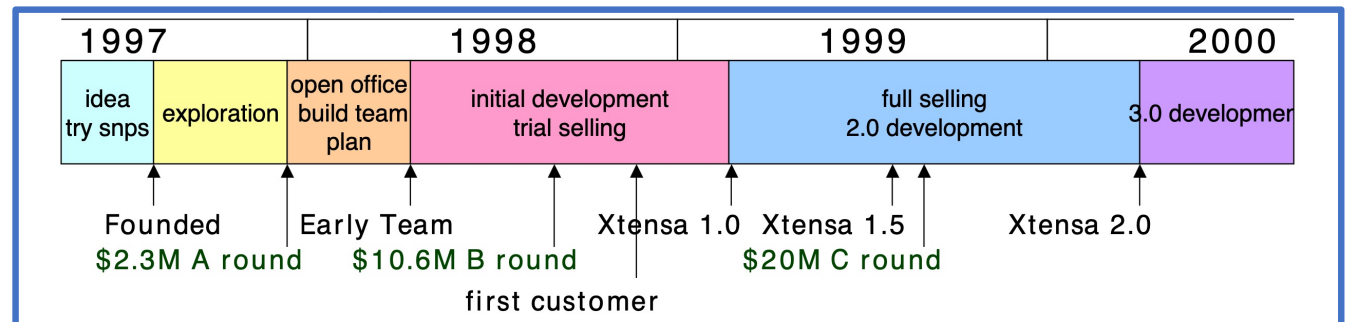 1997 1998 1999 2000
idea
try snps
exploration
open office
build team
plan
initial development
trial selling
full selling
2.0 development
3.0 developmer
Founded Early Team Xtensa 1.0 Xtensa 1.5 Xtensa 2.0
$2.3M A round $10.6M B round $20M C round
first customer